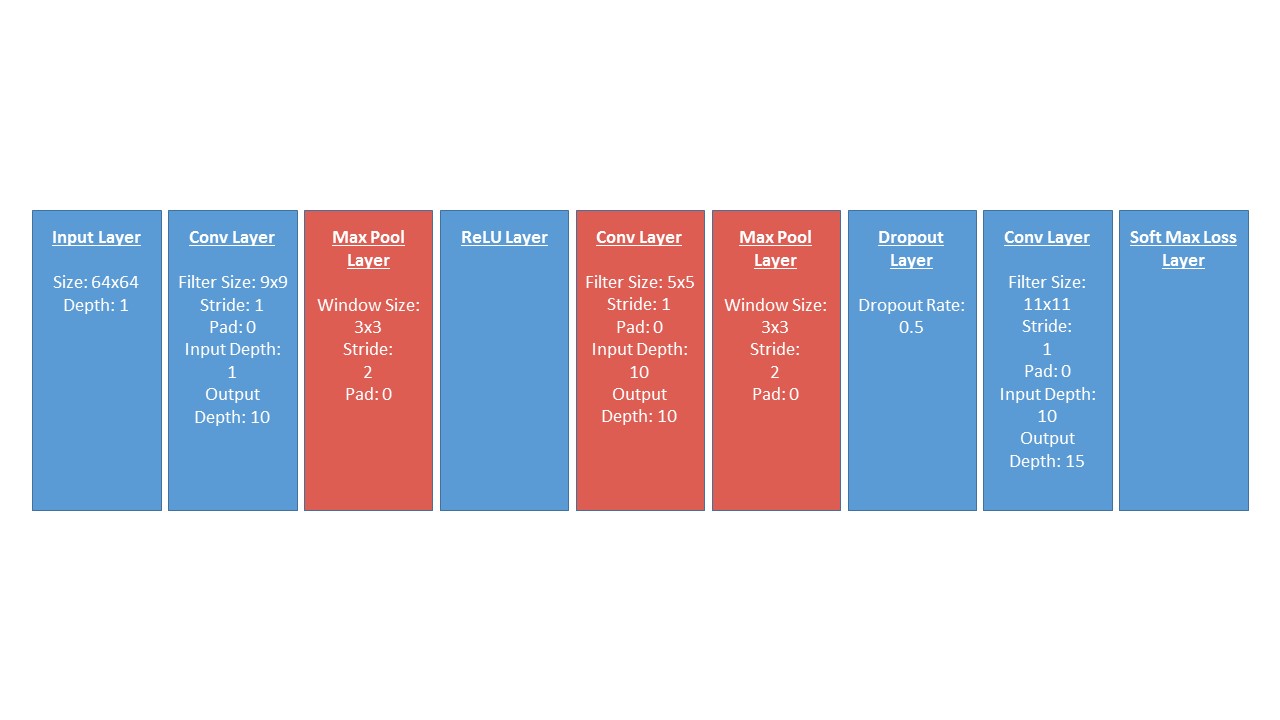 Input Layer
Size: 64x64
Depth: 1
Conv Layer
Filter Size: 9x9
Stride: 1
Pad: 0
Input Depth:
1
Output
Depth: 10
Max Pool
Layer
Window Size:
3x3
Stride:
2
Pad: 0
ReLU Layer
Conv Layer
Filter Size: 5x5
Stride: 1
Pad: 0
Input Depth:
10
Output
Depth: 10
Max Pool
Layer
Window Size:
3x3
Stride:
2
Pad: 0
Dropout
Layer
Dropout Rate:
0.5
Conv Layer
Filter Size:
11x11
Stride:
1
Pad: 0
Input Depth:
10
Output
Depth: 15
Soft Max Loss
Layer